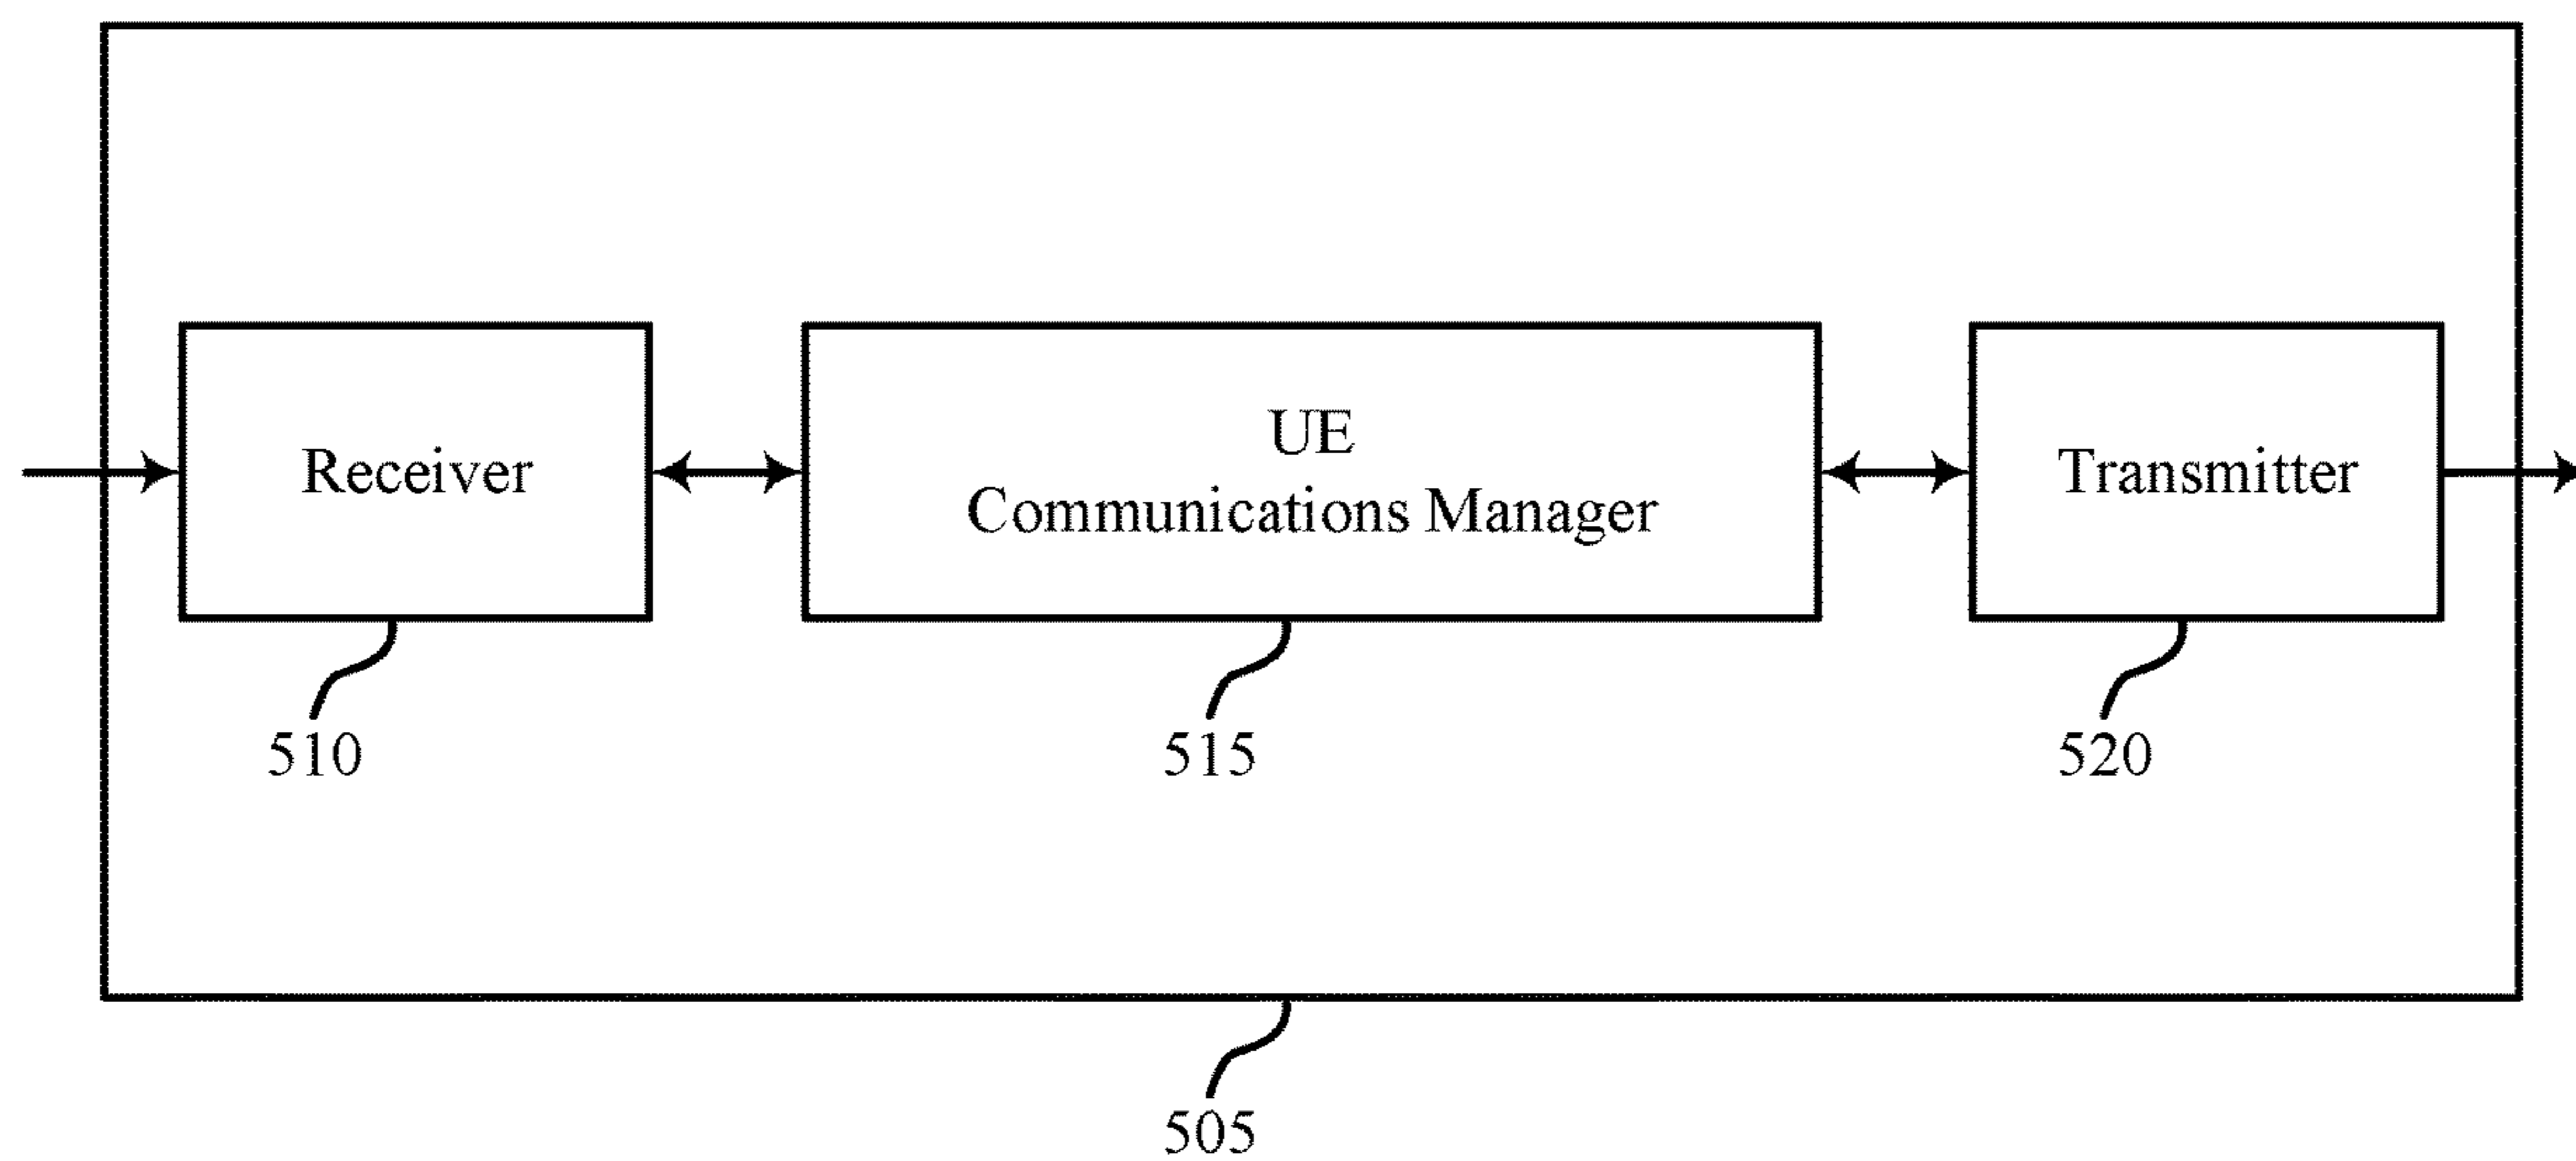 Receiver
UE
Communications Manager
Transmitter
510
515
520
505